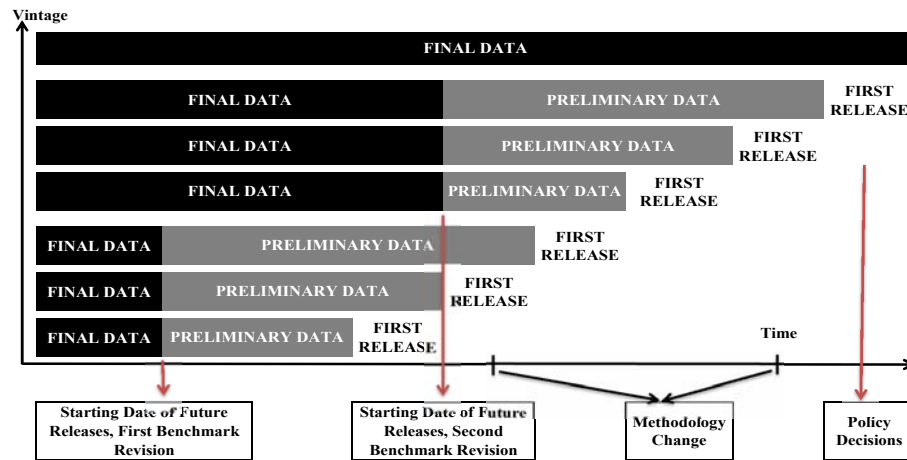 Vintage
FINAL DATA
FINAL DATA PRELIMINARY DATA FIRST
RELEASE
FINAL DATA PRELIMINARY DATA FIRST
RELEASE
FINAL DATA PRELIMINARY DATA FIRST
RELEASE
FINAL DATA PRELIMINARY DATA FIRST
RELEASE
FINAL DATA PRELIMINARY DATA FIRST
RELEASE
FINAL DATA PRELIMINARY DATA FIRST
RELEASE
Time
Starting Date of Future
Releases, First Benchmark
Revision
Starting Date of Future
Releases, Second
Benchmark Revision
Methodology
Change
Policy
Decisions